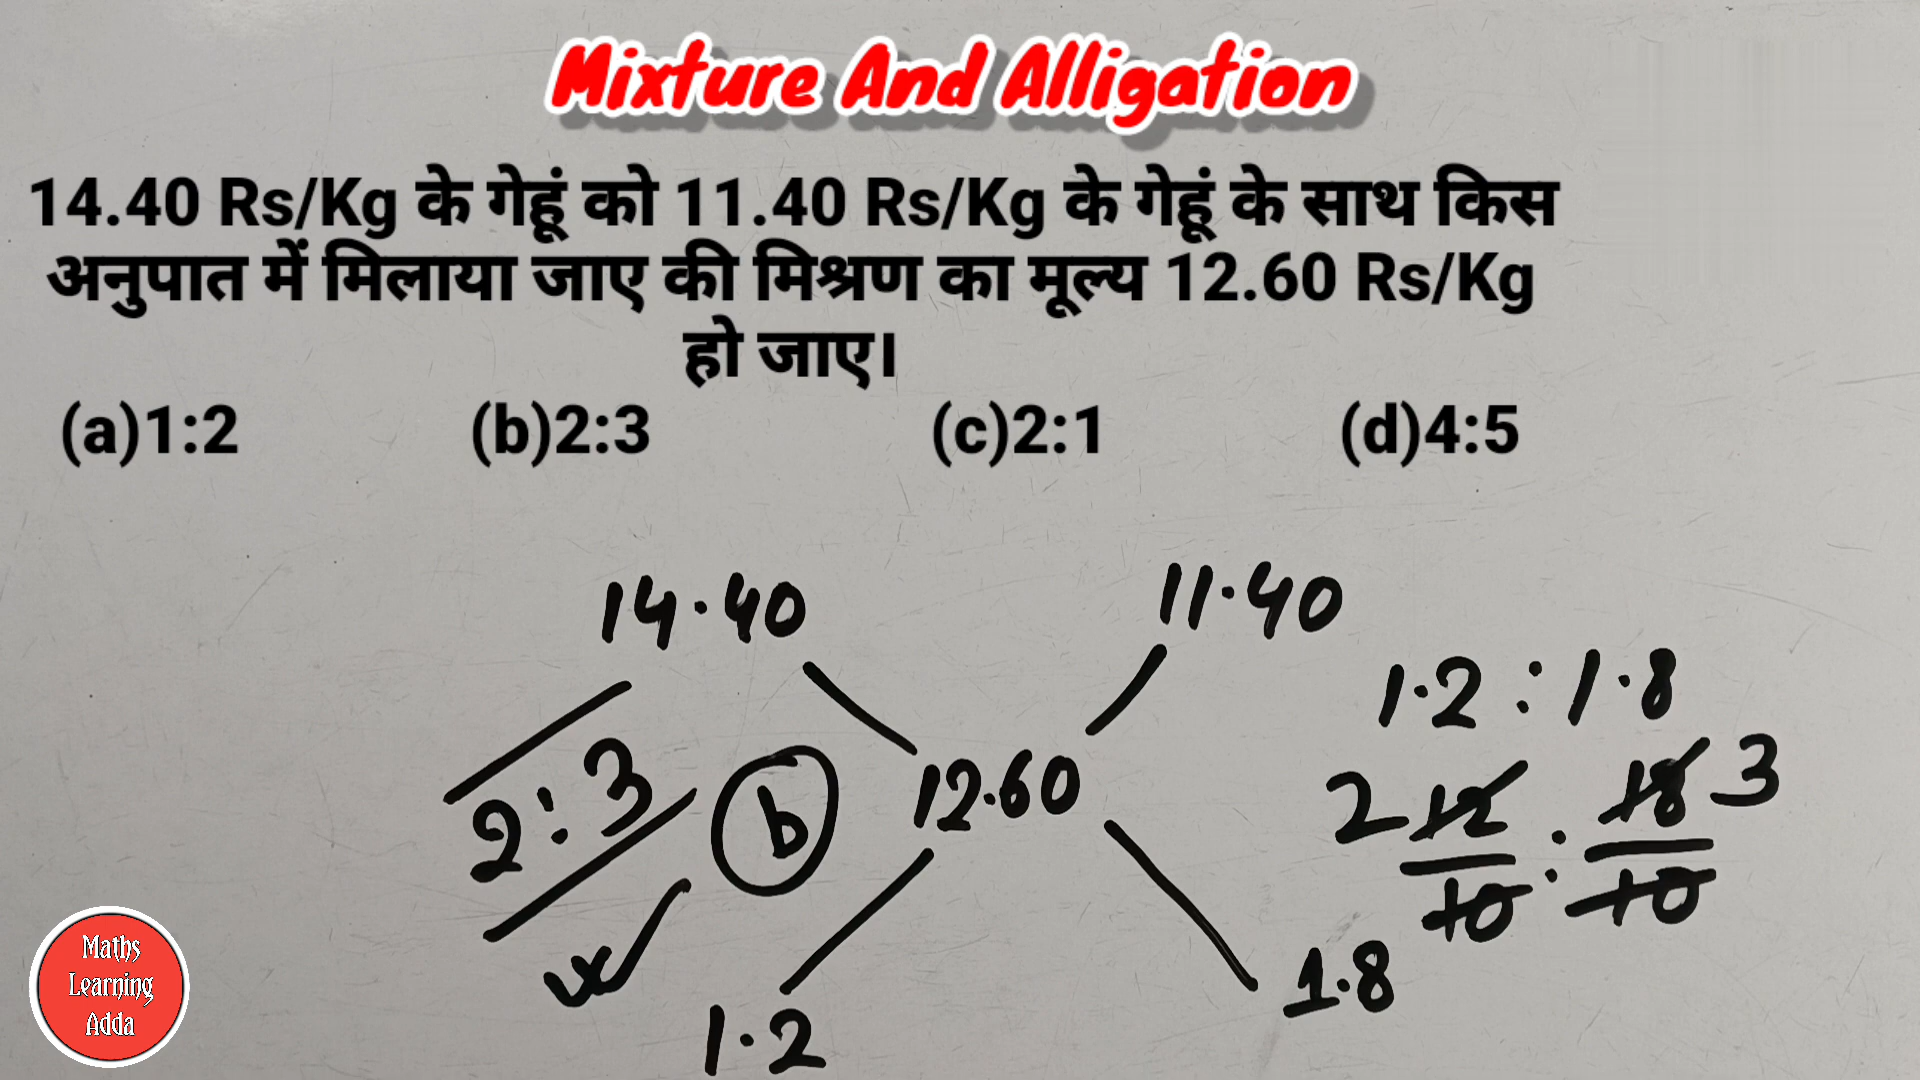 Mixture And Alligation
14.40 Rs/Kg के गेहूं को 11.40 Rs/Kg के गेहूं के साथ किस
अनुपात में मिलाया जाए की मिश्रण का मूल्य 12.60 Rs/Kg
हो जाए।
(a)1:2 (b)2:3 (c)2:1 (d)4:5
14.40 11.40
1.2 : 1.8
2:3 b 12.60
2 12/10 : 18/10 3
1.2 1.8
Maths
Learning
Adda